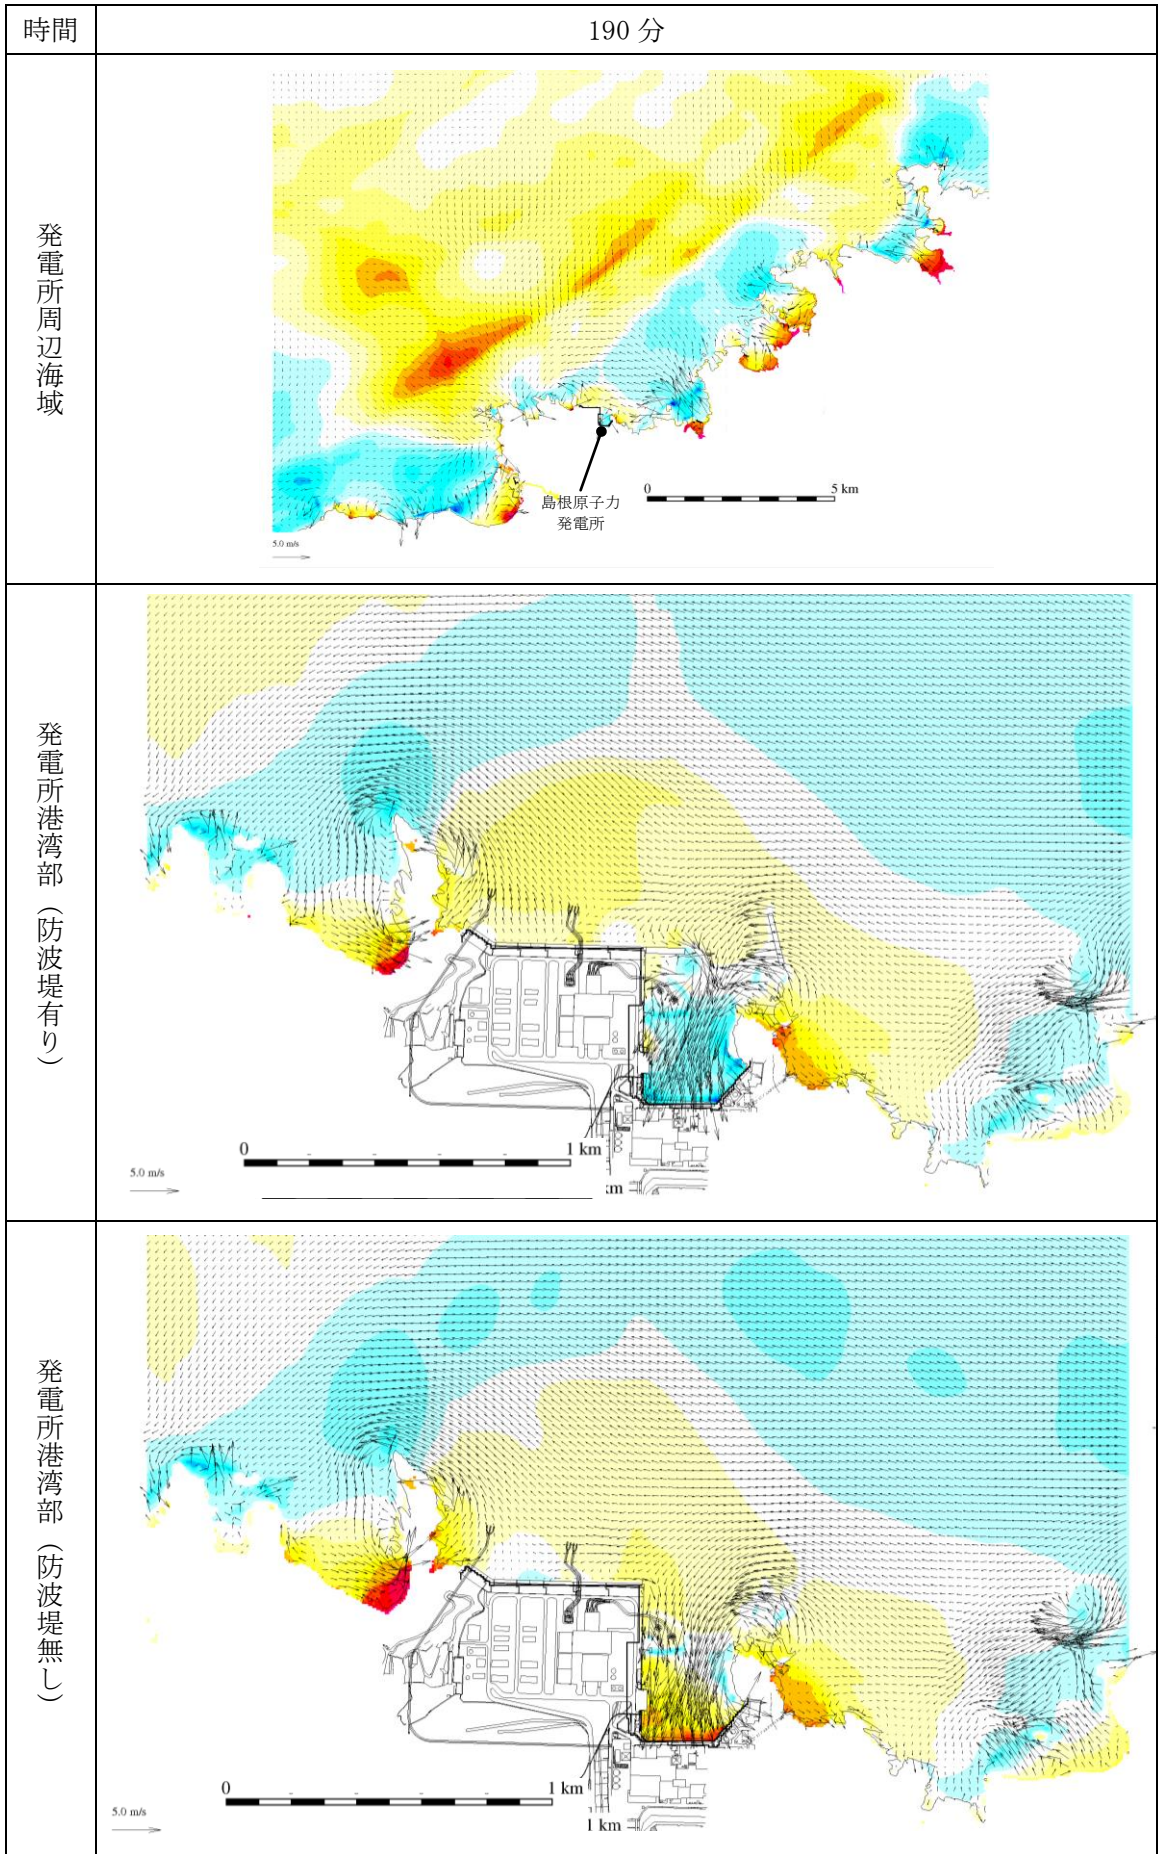 時間
190 分
発電所周辺海域
島根原子力
発電所
0
5 km
5.0 m/s
発電所港湾部（防波堤有り）
0
1 km
5.0 m/s
km
発電所港湾部（防波堤無し）
0
1 km
5.0 m/s
1 km